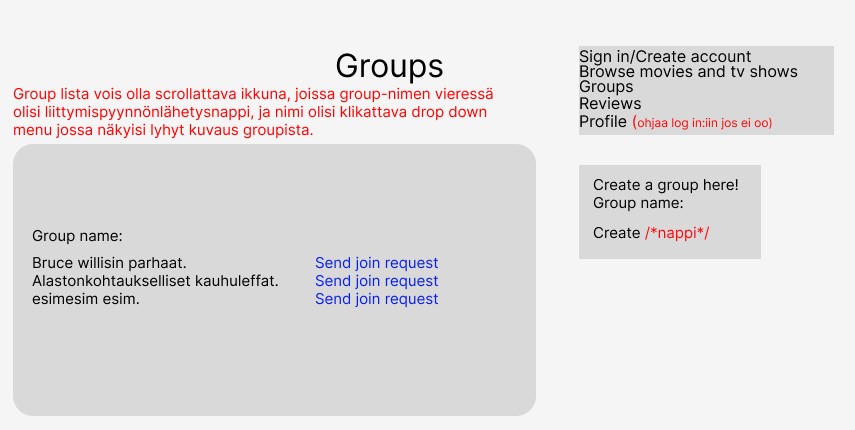 Groups
Group lista vois olla scrollattava ikkuna, joissa group-nimen vieressä
olisi liittymispyynnönlähetysnappi, ja nimi olisi klikattava drop down
menu jossa näkyisi lyhyt kuvaus groupista.
Group name:
Bruce willisin parhaat. Send join request
Alastonkohtaukselliset kauhuleffat. Send join request
esimesim esim. Send join request
Sign in/Create account
Browse movies and tv shows
Groups
Reviews
Profile (ohjaa log in:iin jos ei oo)
Create a group here!
Group name:
Create /*nappi*/